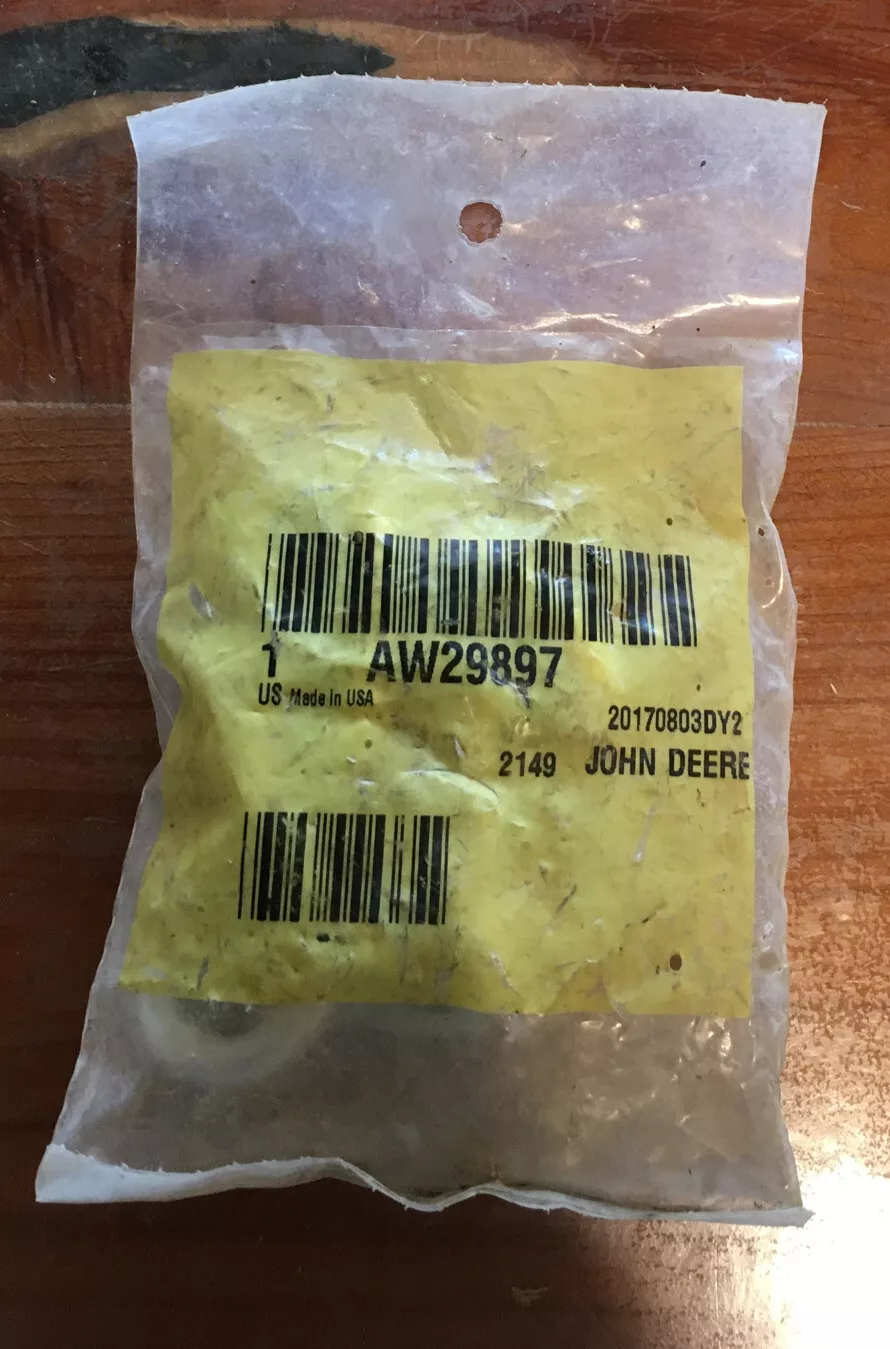 1 AW29897
US Made in USA
20170803DY2
2149 JOHN DEERE